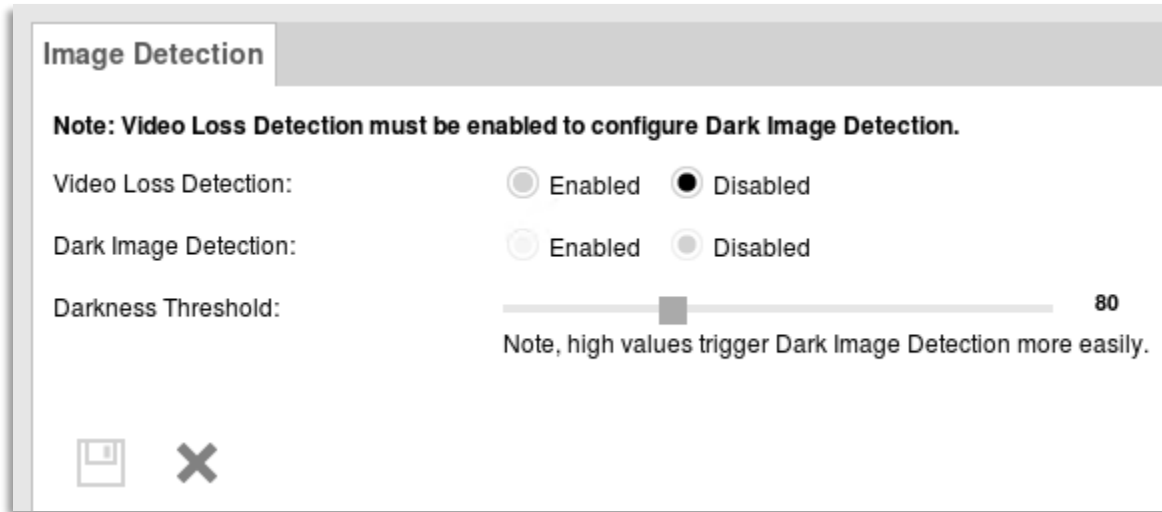 Image Detection
Note: Video Loss Detection must be enabled to configure Dark Image Detection.
Video Loss Detection: Enabled Disabled
Dark Image Detection: Enabled Disabled
Darkness Threshold: 80
Note, high values trigger Dark Image Detection more easily.